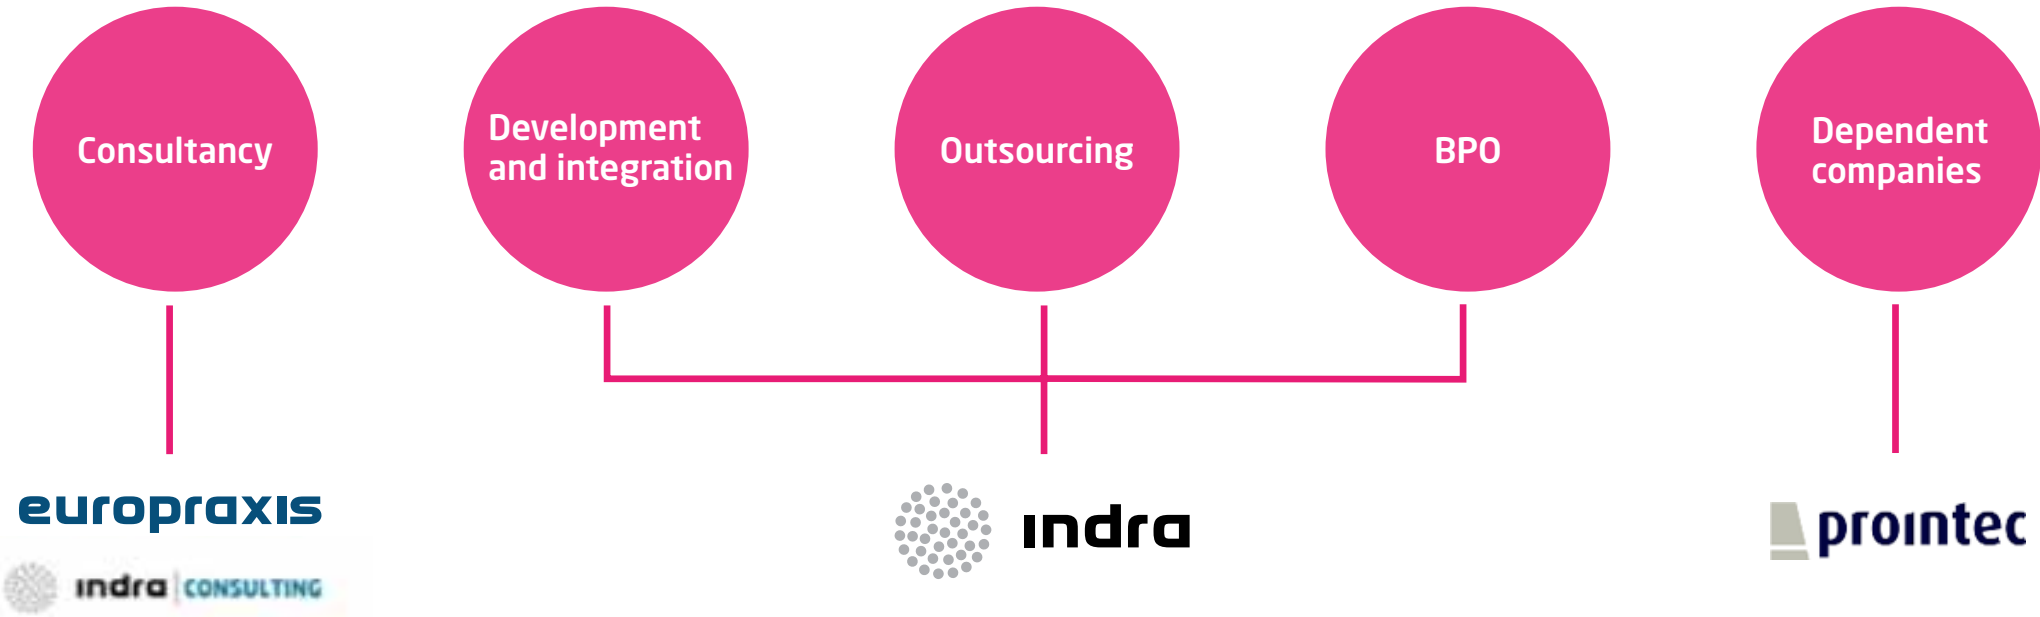 Consultancy
Development
and integration
Outsourcing
BPO
Dependent
companies
europraxis
indra
prointec
indra CONSULTING